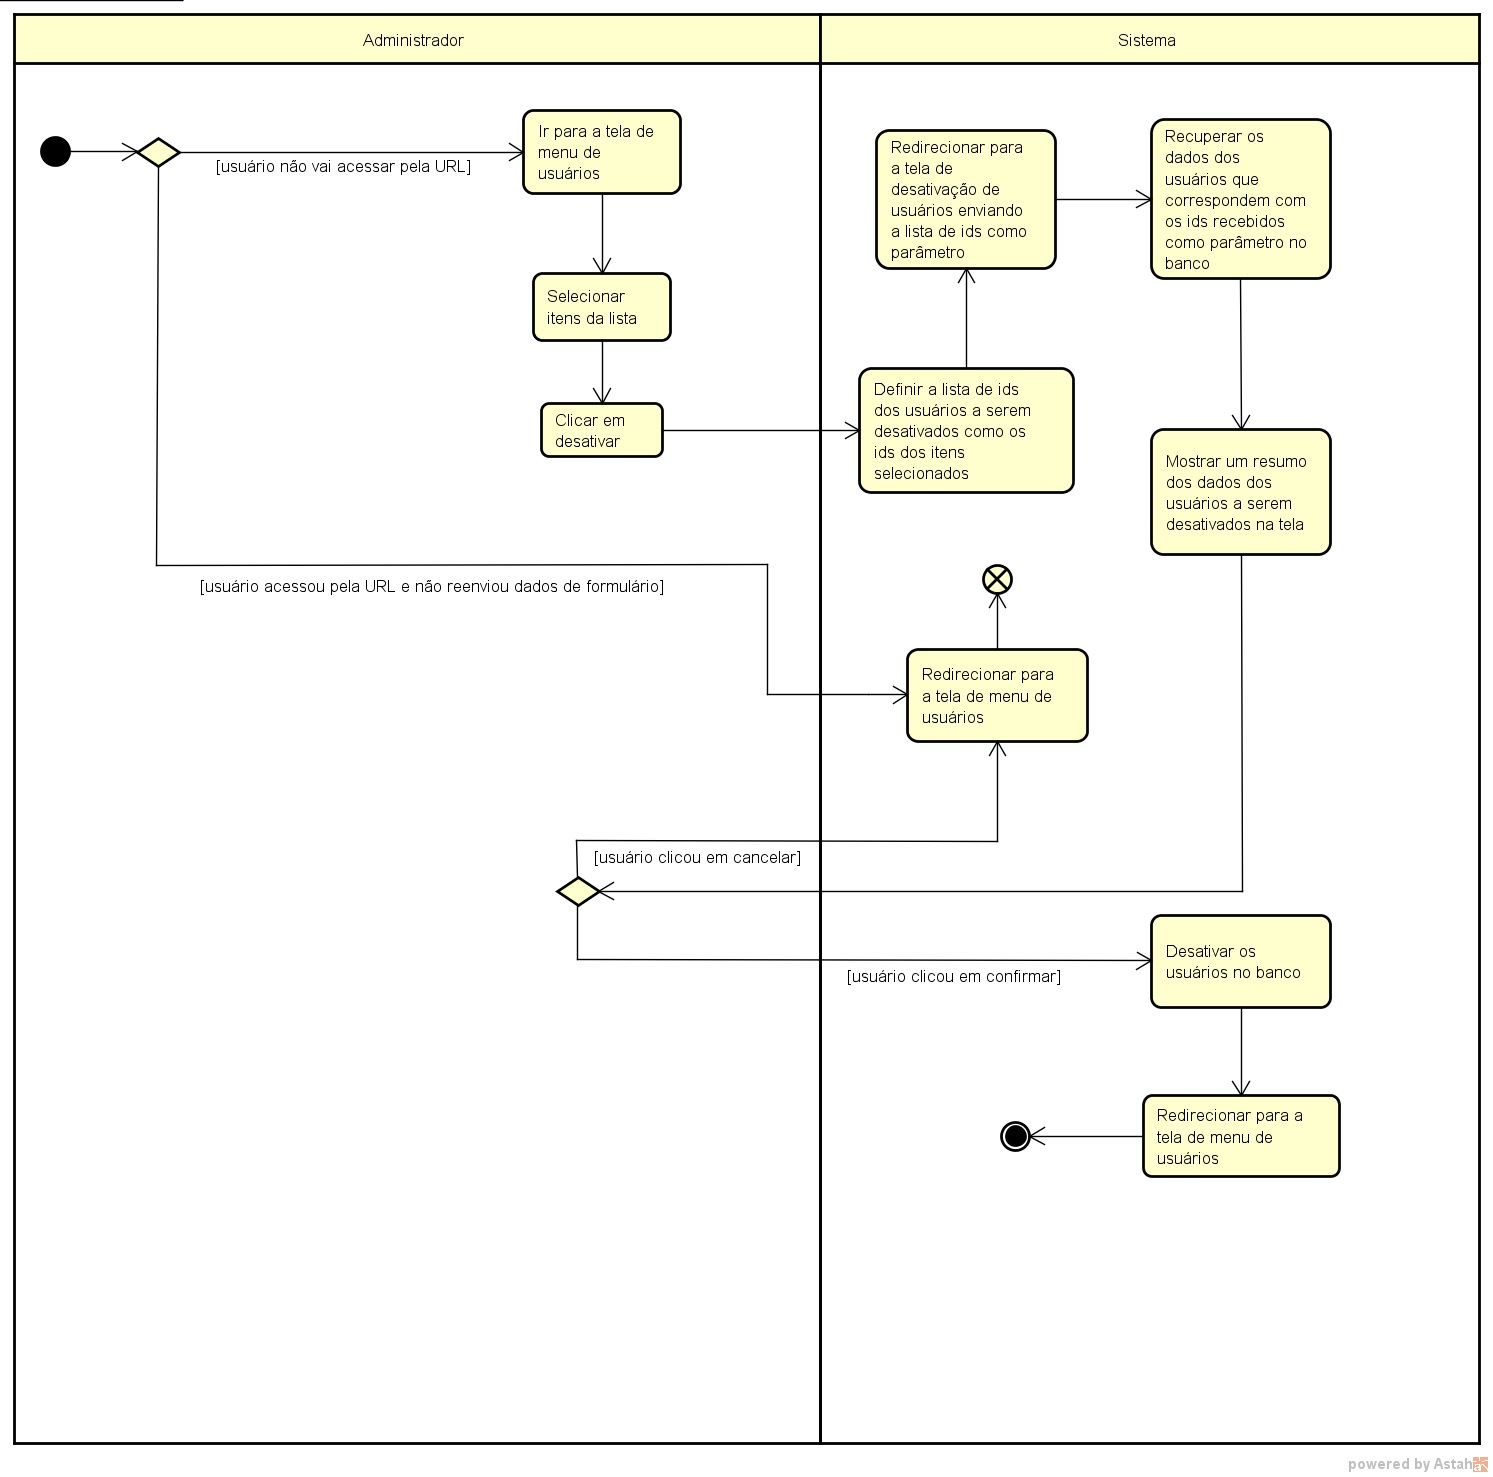 Administrador
Sistema
[usuário não vai acessar pela URL]
Ir para a tela de
menu de
usuários
Selecionar
itens da lista
Clicar em
desativar
Definir a lista de ids
dos usuários a serem
desativados como os
ids dos itens
selecionados
Redirecionar para
a tela de
desativação de
usuários enviando
a lista de ids como
parâmetro
Recuperar os
dados dos
usuários que
correspondem com
os ids recebidos
como parâmetro no
banco
Mostrar um resumo
dos dados dos
usuários a serem
desativados na tela
[usuário acessou pela URL e não reenviou dados de formulário]
Redirecionar para
a tela de menu de
usuários
[usuário clicou em cancelar]
[usuário clicou em confirmar]
Desativar os
usuários no banco
Redirecionar para a
tela de menu de
usuários
powered by Astah